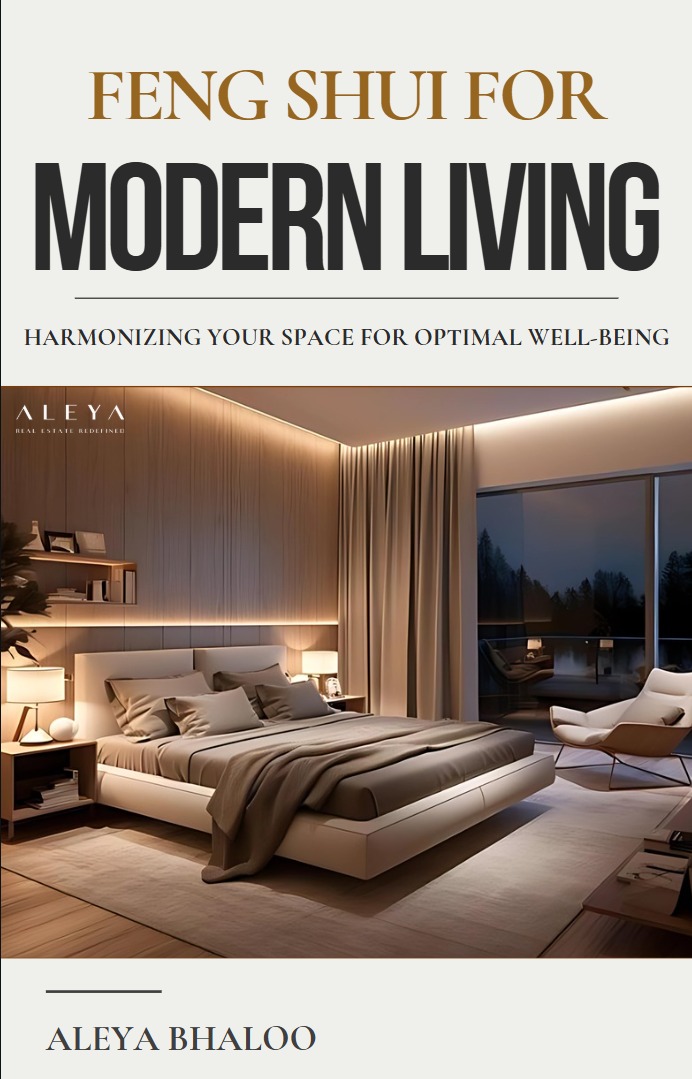 FENG SHUI FOR
MODERN LIVING
HARMONIZING YOUR SPACE FOR OPTIMAL WELL-BEING
ALEYA
REAL ESTATE REDEFINED
ALEYA BHALOO